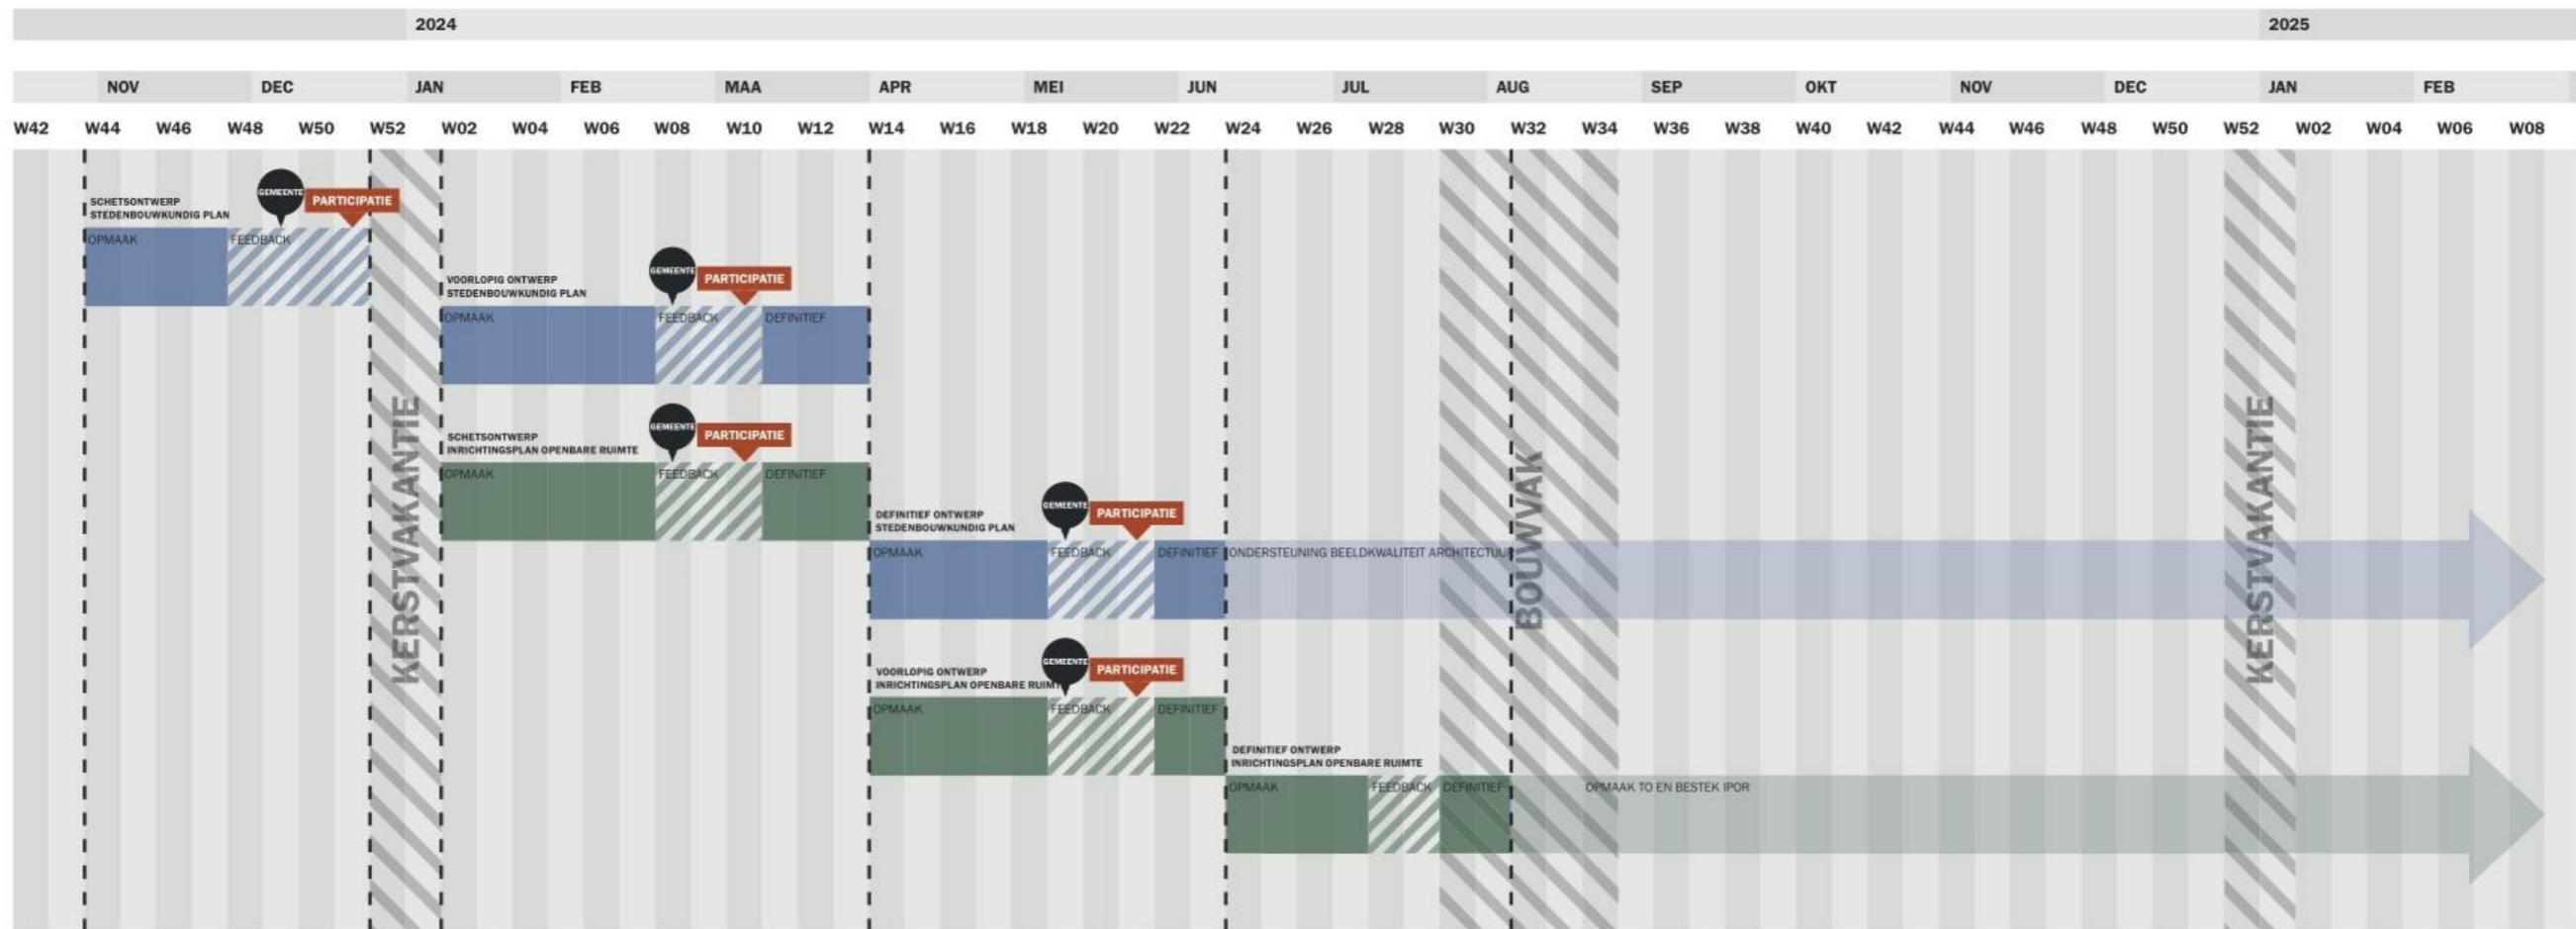 2024 2025
NOV DEC JAN FEB MAA APR MEI JUN JUL AUG SEP OKT NOV DEC JAN FEB
W42 W44 W46 W48 W50 W52 W02 W04 W06 W08 W10 W12 W14 W16 W18 W20 W22 W24 W26 W28 W30 W32 W34 W36 W38 W40 W42 W44 W46 W48 W50 W52 W02 W04 W06 W08
GEMEENTE PARTICIPATIE
SCHETSONTWERP
STEDENBOUWKUNDIG PLAN
OPMAAK FEEDBACK
GEMEENTE PARTICIPATIE
VOORLOPIG ONTWERP
STEDENBOUWKUNDIG PLAN
OPMAAK FEEDBACK DEFINITIEF
KERSTVAKANTIE
GEMEENTE PARTICIPATIE
SCHETSONTWERP
INRICHTINGSPLAN OPENBARE RUIMTE
OPMAAK FEEDBACK DEFINITIEF
GEMEENTE PARTICIPATIE
DEFINITIEF ONTWERP
STEDENBOUWKUNDIG PLAN
OPMAAK FEEDBACK DEFINITIEF ONDERSTEUNING BEELDKWALITEIT ARCHITECTUUR
BOUWVAK
KERSTVAKANTIE
GEMEENTE PARTICIPATIE
VOORLOPIG ONTWERP
INRICHTINGSPLAN OPENBARE RUIMTE
OPMAAK FEEDBACK DEFINITIEF
DEFINITIEF ONTWERP
INRICHTINGSPLAN OPENBARE RUIMTE
OPMAAK FEEDBACK DEFINITIEF OPMAAK TO EN BESTEK IPOR